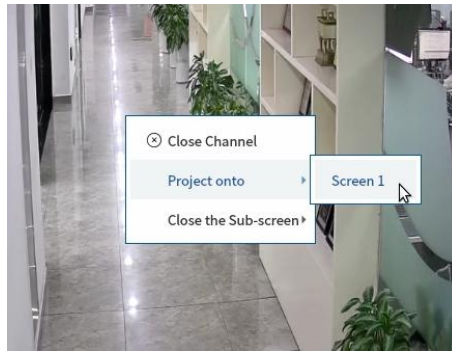 Close Channel
Project onto
Screen 1
Close the Sub-screen